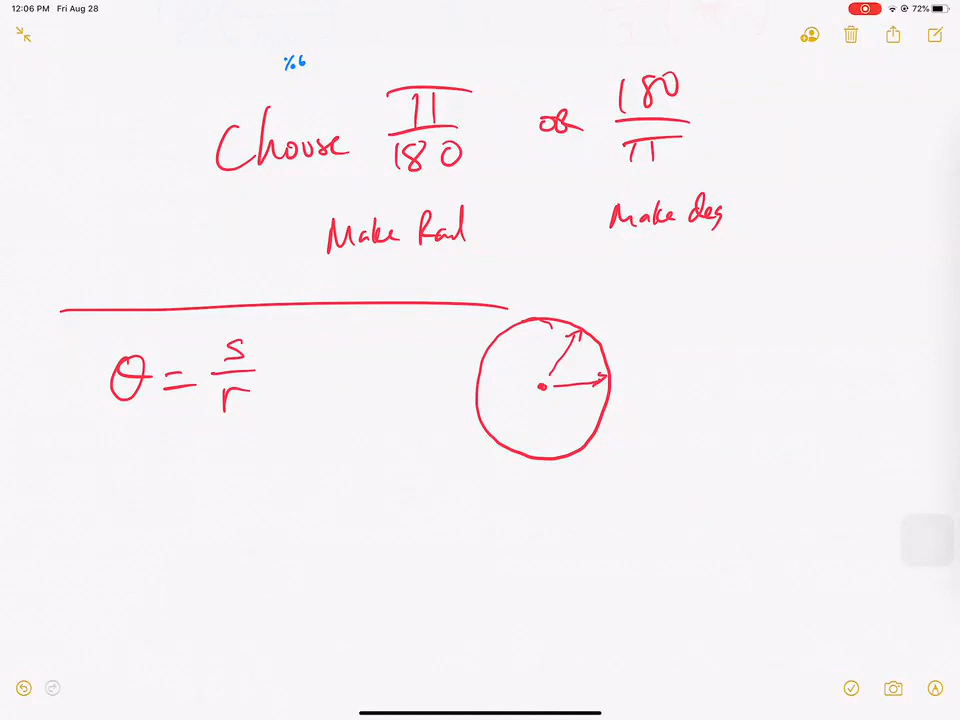 12:06 PM Fri Aug 28
72%
%6
Choose π/180 OR 180/π
Make Rad
Make deg
θ = s/r